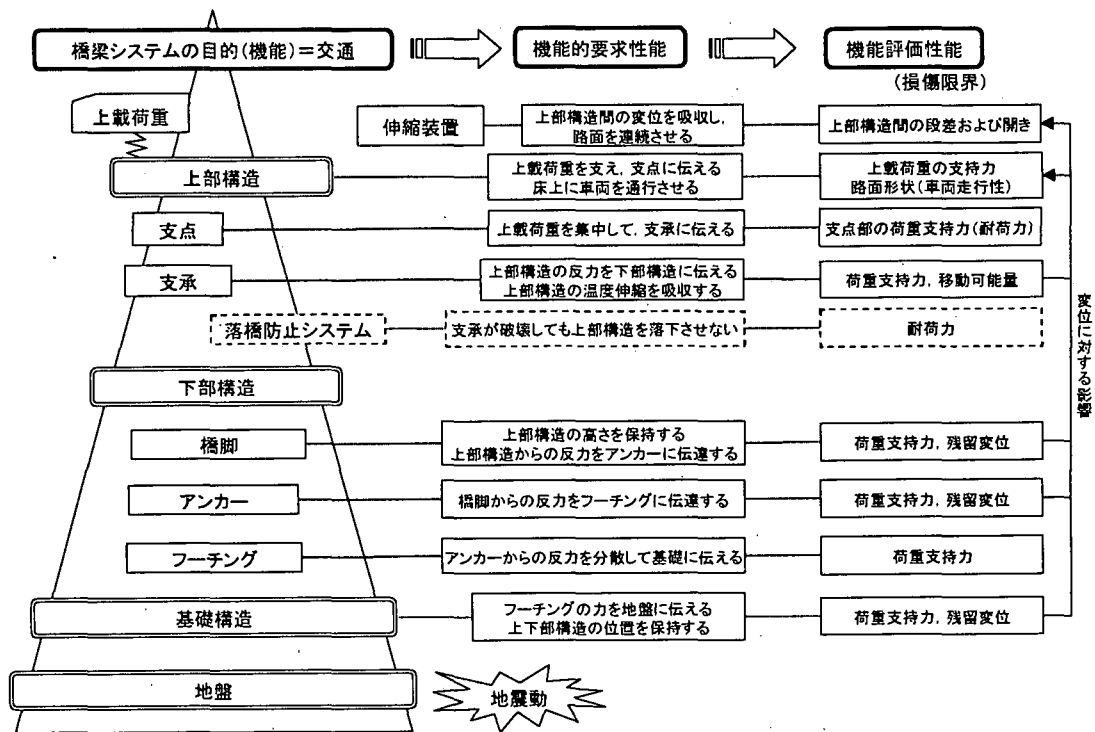 橋梁システムの目的(機能)=交通
機能的要求性能
機能評価性能
(損傷限界)
上載荷重
伸縮装置
上部構造間の変位を吸収し,
路面を連続させる
上部構造間の段差および開き
上部構造
上載荷重を支え, 支点に伝える
床上に車両を通行させる
上載荷重の支持力
路面形状(車両走行性)
支点
上載荷重を集中して, 支承に伝える
支点部の荷重支持力(耐荷力)
支承
上部構造の反力を下部構造に伝える
上部構造の温度伸縮を吸収する
荷重支持力, 移動可能量
落橋防止システム
支承が破壊しても上部構造を落下させない
耐荷力
変位に対する影響
下部構造
橋脚
上部構造の高さを保持する
上部構造からの反力をアンカーに伝達する
荷重支持力, 残留変位
アンカー
橋脚からの反力をフーチングに伝達する
荷重支持力, 残留変位
フーチング
アンカーからの反力を分散して基礎に伝える
荷重支持力
基礎構造
フーチングの力を地盤に伝える
上下部構造の位置を保持する
荷重支持力, 残留変位
地盤
地震動